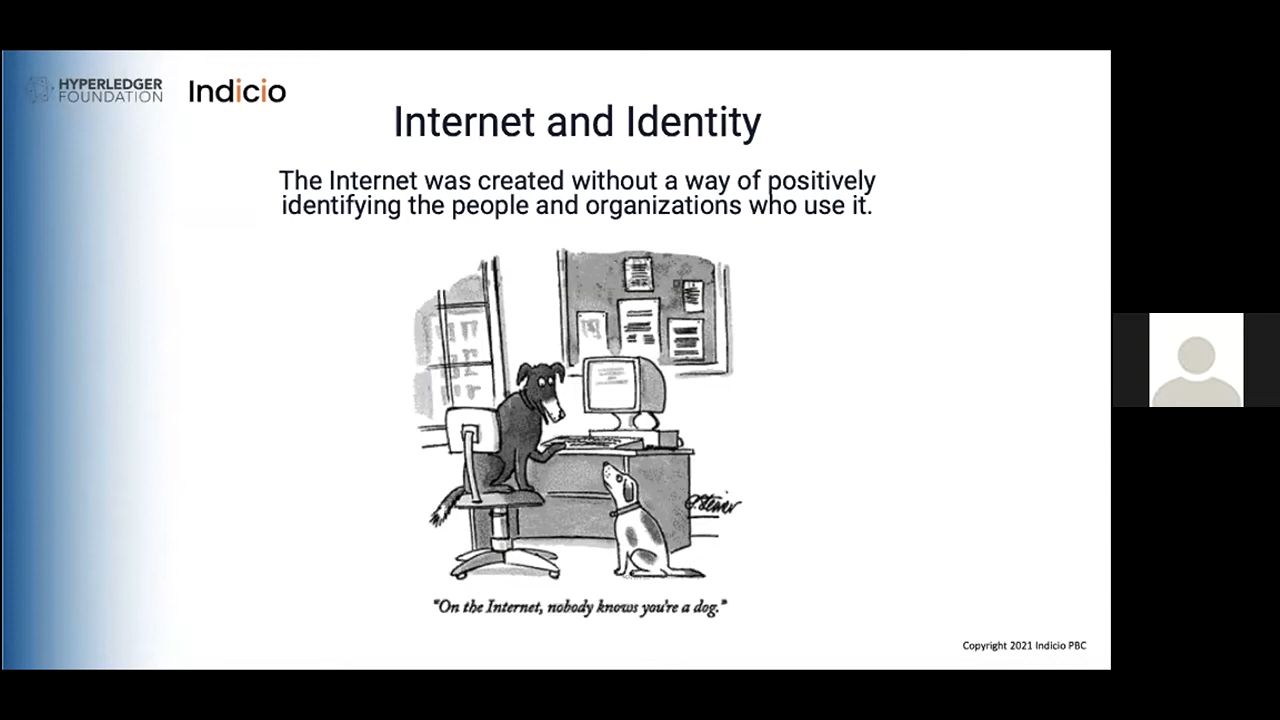 HYPERLEDGER
FOUNDATION
Indicio
Internet and Identity
The Internet was created without a way of positively
identifying the people and organizations who use it.
P. Steiner
"On the Internet, nobody knows you're a dog."
Copyright 2021 Indicio PBC